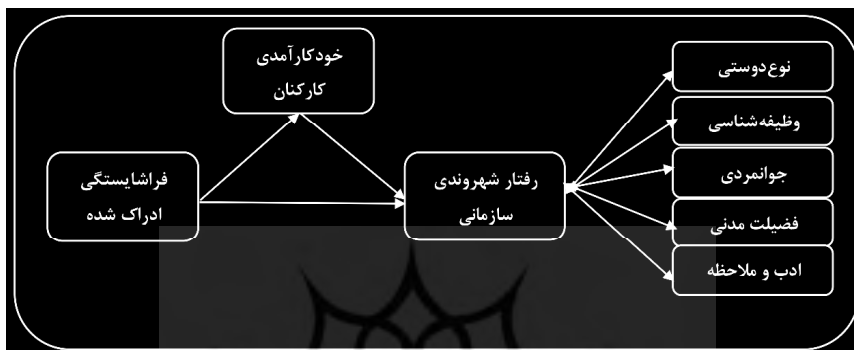 خودکارآمدی
کارکنان
فراشایستگی
ادراک شده
رفتار شهروندی
سازمانی
نوع‌دوستی
وظیفه‌شناسی
جوانمردی
فضیلت مدنی
ادب و ملاحظه